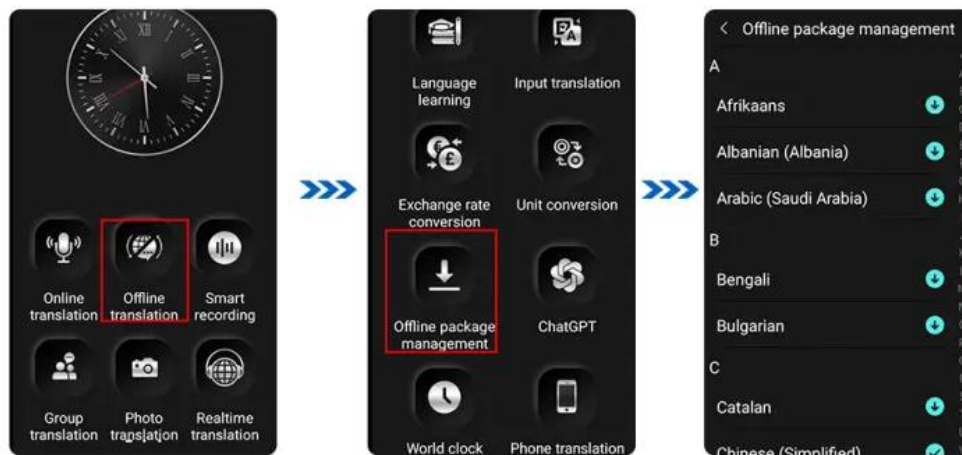 XII
Online
translation
Offline
translation
Smart
recording
Group
translation
Photo
translation
Realtime
translation
Language
learning
Input translation
Exchange rate
conversion
Unit conversion
Offline package
management
ChatGPT
World clock
Phone translation
< Offline package management
A
Afrikaans
Albanian (Albania)
Arabic (Saudi Arabia)
B
Bengali
Bulgarian
C
Catalan
Chinese (Simplified)